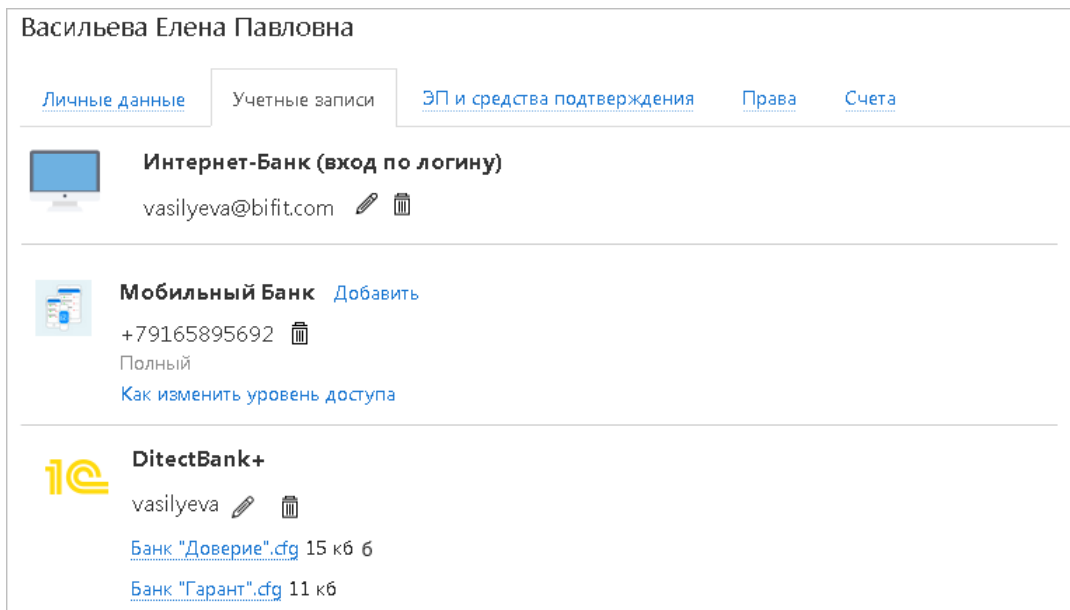 Васильева Елена Павловна
Личные данные Учетные записи ЭП и средства подтверждения Права Счета
Интернет-Банк (вход по логину)
vasilyeva@bifit.com
Мобильный Банк Добавить
+79165895692
Полный
Как изменить уровень доступа
1С
DitectBank+
vasilyeva
Банк "Доверие".cfg 15 кб б
Банк "Гарант".cfg 11 кб